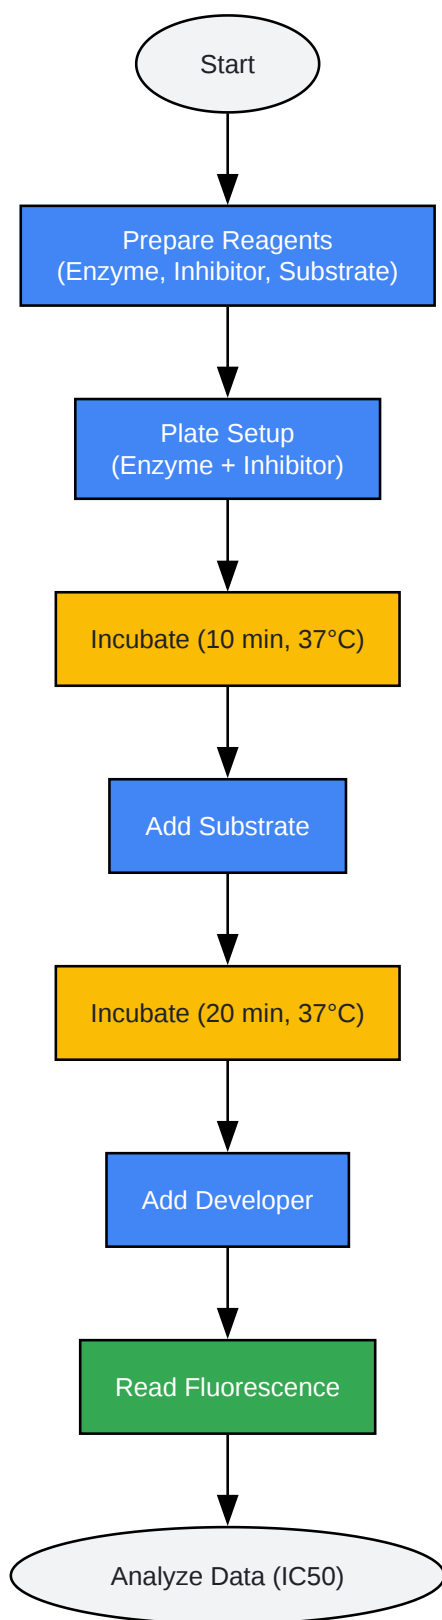 Start
Prepare Reagents
(Enzyme, Inhibitor, Substrate)
Plate Setup
(Enzyme + Inhibitor)
Incubate (10 min, 37°C)
Add Substrate
Incubate (20 min, 37°C)
Add Developer
Read Fluorescence
Analyze Data (IC50)